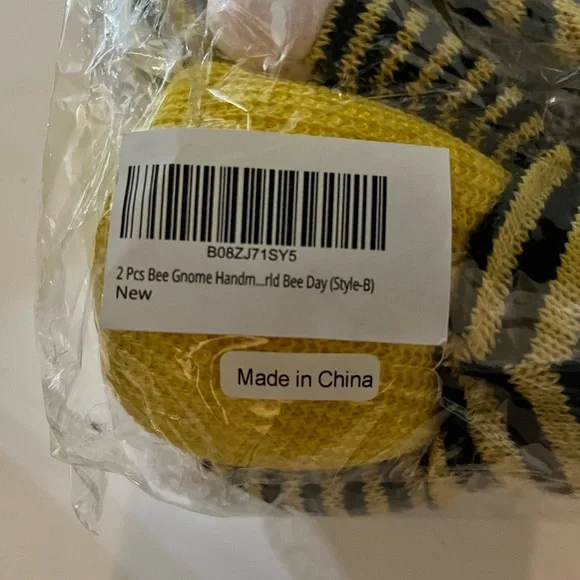 B08ZJ71SY5
2 Pcs Bee Gnome Handm...rld Bee Day (Style-B)
New
Made in China